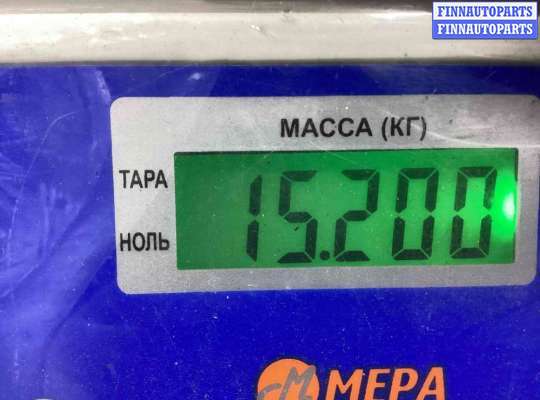 FINNAUTOPARTS
FINNAUTOPARTS
МАССА (КГ)
ТАРА
15.200
НОЛЬ
МЕРА